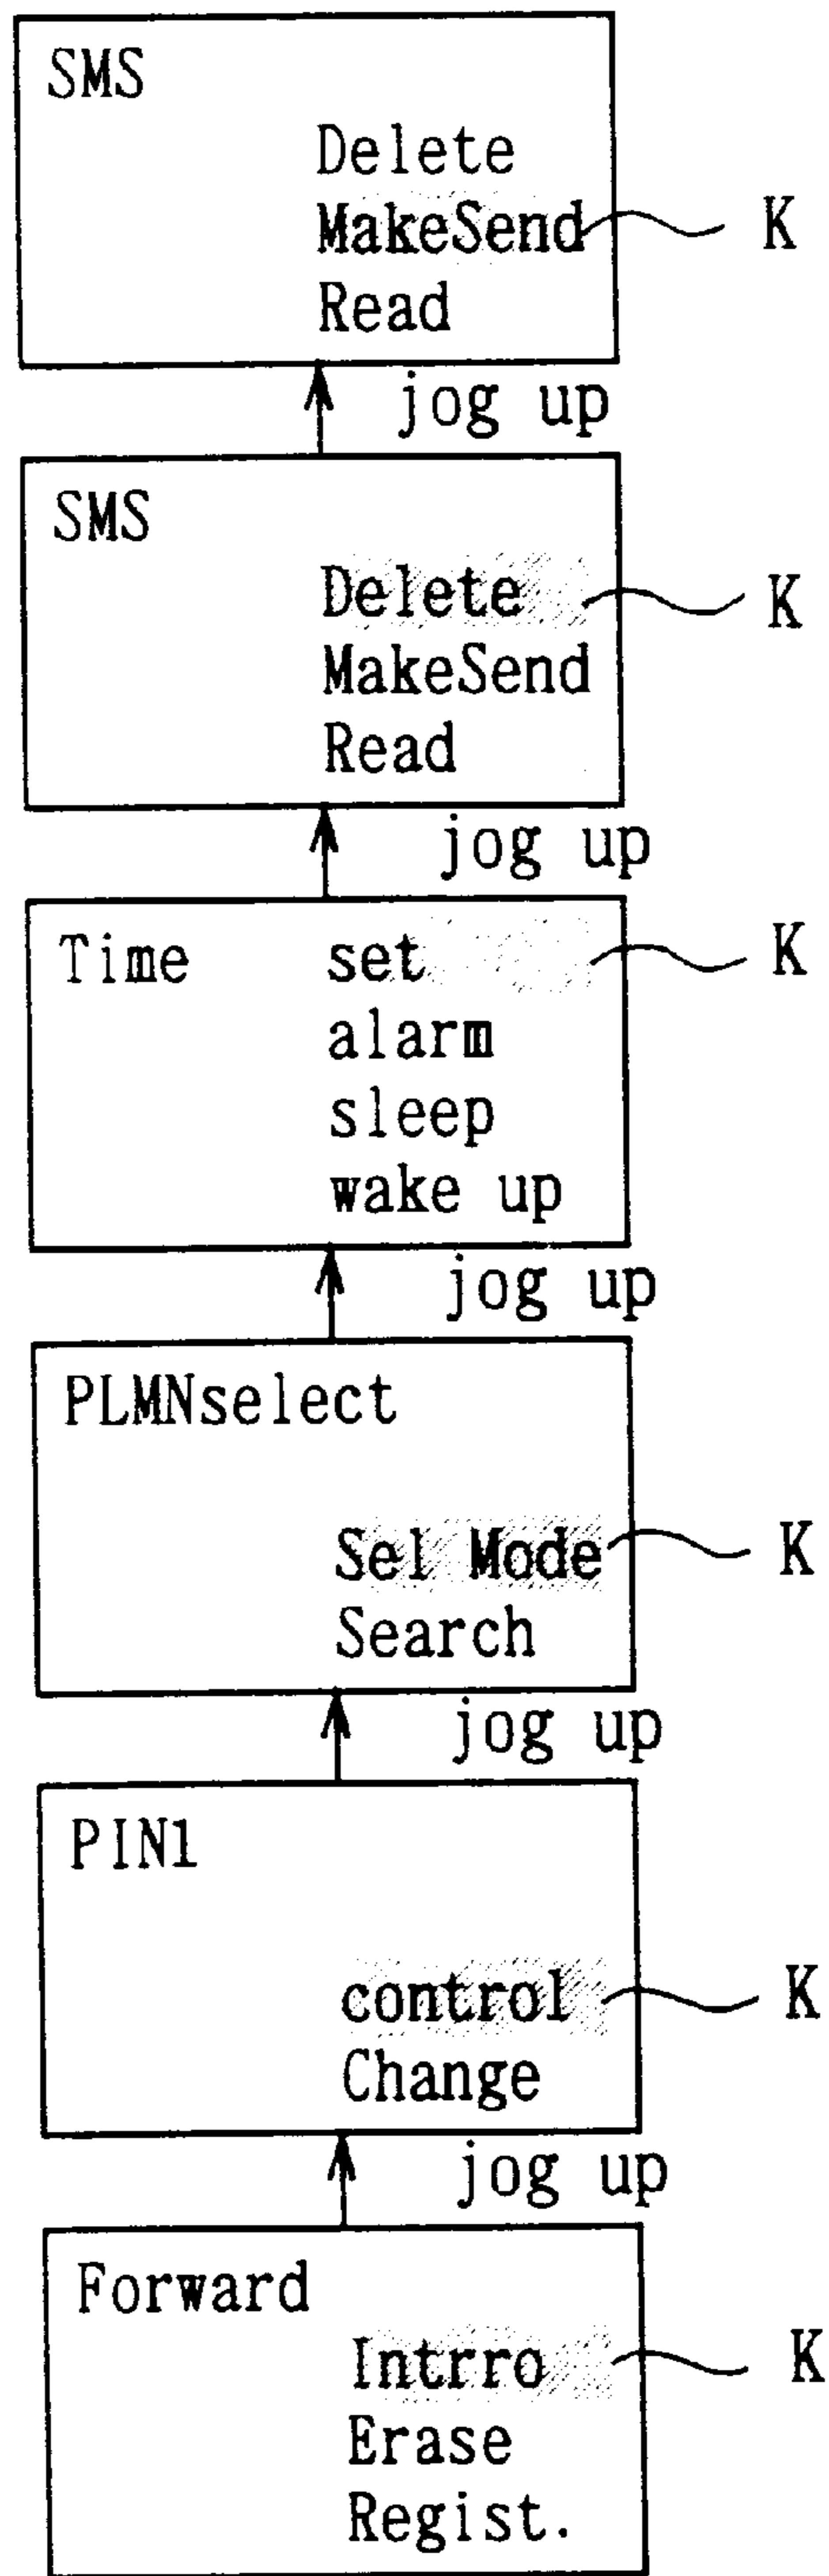 SMS
Delete
MakeSend K
Read
jog up
SMS
Delete K
MakeSend
Read
jog up
Time set K
alarm
sleep
wake up
jog up
PLMNselect
Sel Mode K
Search
jog up
PIN1
control K
Change
jog up
Forward
Intrro K
Erase
Regist.